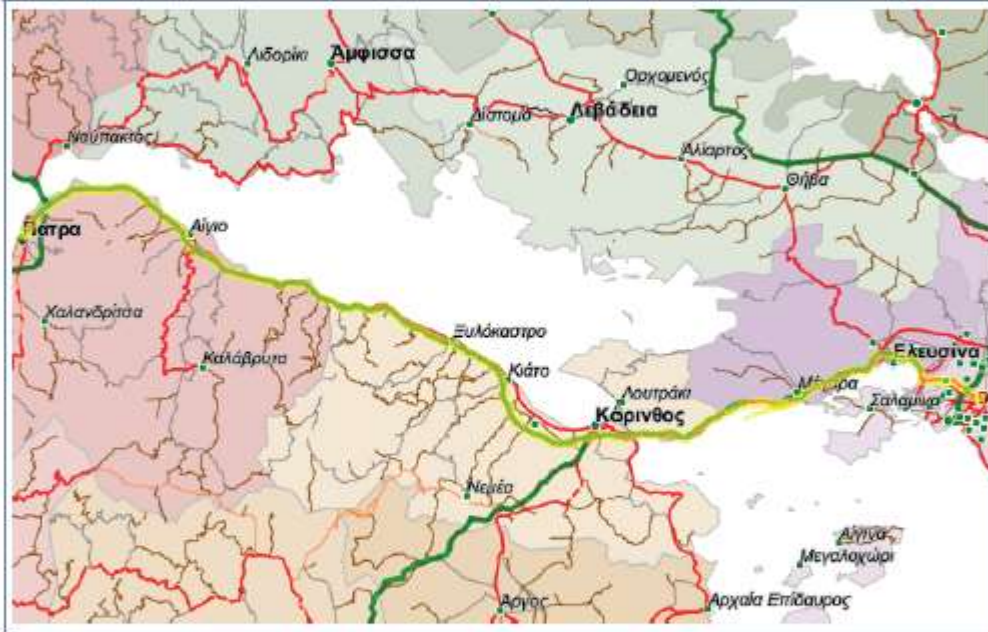 Λιδορίκι
Άμφισσα
Ορχομενός
Δίστομο
Λεβάδεια
Ναύπακτος
Αλίαρτος
Θήβα
Πάτρα
Αίγιο
Χαλανδρίτσα
Ξυλόκαστρο
Ελευσίνα
Καλάβρυτα
Κιάτο
Λουτράκι
Μέγαρα
Σαλαμίνα
Κόρινθος
Νεμέα
Αίγινα
Μεγαλοχώρι
Άργος
Αρχαία Επίδαυρος